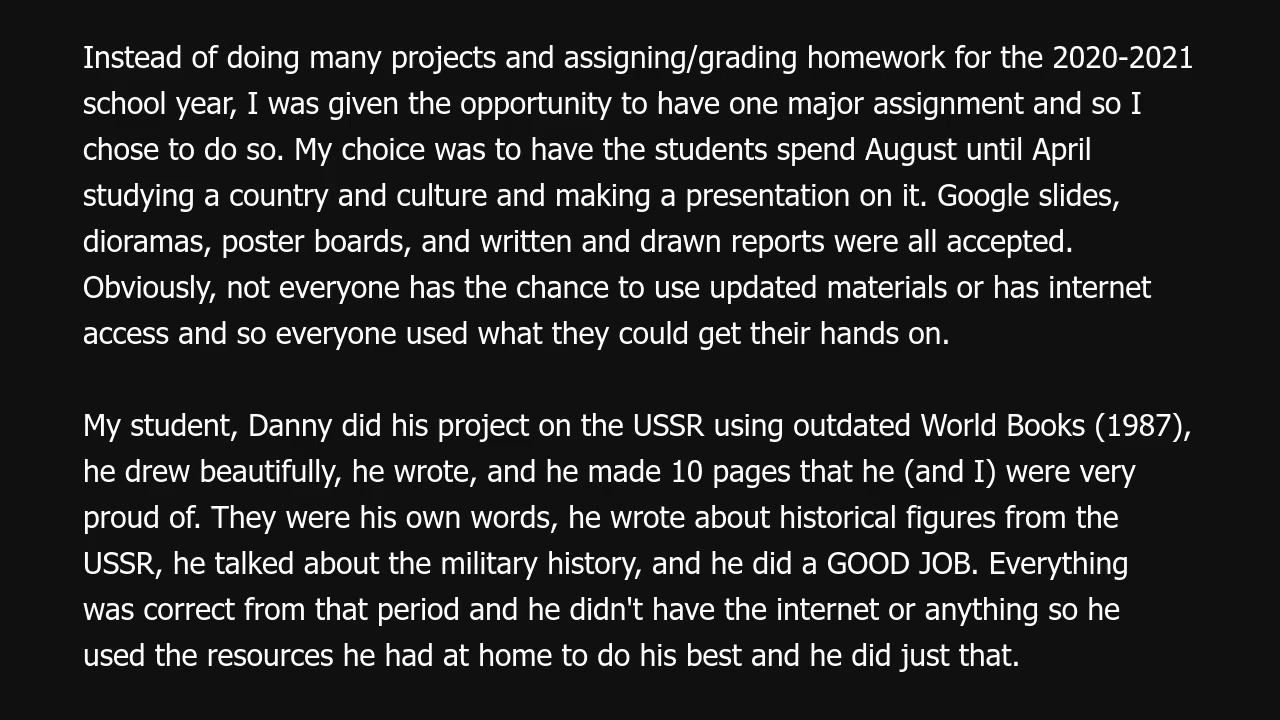 Instead of doing many projects and assigning/grading homework for the 2020-2021
school year, I was given the opportunity to have one major assignment and so I
chose to do so. My choice was to have the students spend August until April
studying a country and culture and making a presentation on it. Google slides,
dioramas, poster boards, and written and drawn reports were all accepted.
Obviously, not everyone has the chance to use updated materials or has internet
access and so everyone used what they could get their hands on.
My student, Danny did his project on the USSR using outdated World Books (1987),
he drew beautifully, he wrote, and he made 10 pages that he (and I) were very
proud of. They were his own words, he wrote about historical figures from the
USSR, he talked about the military history, and he did a GOOD JOB. Everything
was correct from that period and he didn't have the internet or anything so he
used the resources he had at home to do his best and he did just that.